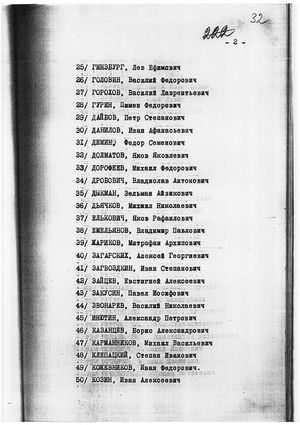 32
222
- 2 -
25/ ГИНЗБУРГ, Лев Ефимович
26/ ГОЛОВИН, Василий Федорович
27/ ГОРОХОВ, Василий Лаврентьевич
28/ ГУРИН, Пимен Федорович
29/ ДАЙБОВ, Петр Степанович
30/ ДАНИЛОВ, Иван Афанасьевич
31/ ДЕМИН, Федор Семенович
32/ ДОЛМАТОВ, Яков Яковлевич
33/ ДОРОФЕЕВ, Михаил Федорович
34/ ДРОБОВИЧ, Владислав Антонович
35/ ДЫКМАН, Зельман Айзикович
36/ ДЬЯЧКОВ, Михаил Николаевич
37/ ЕЛЬКОВИЧ, Яков Рафаилович
38/ ЕМЕЛЬЯНОВ, Владимир Павлович
39/ ЖАРИКОВ, Митрофан Архипович
40/ ЗАГАРСКИХ, Алексей Георгиевич
41/ ЗАГВОЗДКИН, Иван Степанович
42/ ЗАЙЦЕВ, Евстигней Алексеевич
43/ ЗАКУСИН, Павел Иосифович
44/ ЗВОНАРЕВ, Василий Николаевич
45/ ИНЮТИН, Александр Петрович
46/ КАЗАНЦЕВ, Борис Александрович
47/ КАРМАННИКОВ, Михаил Васильевич
48/ КЛЕПАЦКИЙ, Степан Иванович
49/ КОЖЕВНИКОВ, Иван Федорович.
50/ КОЗИН, Иван Алексеевич